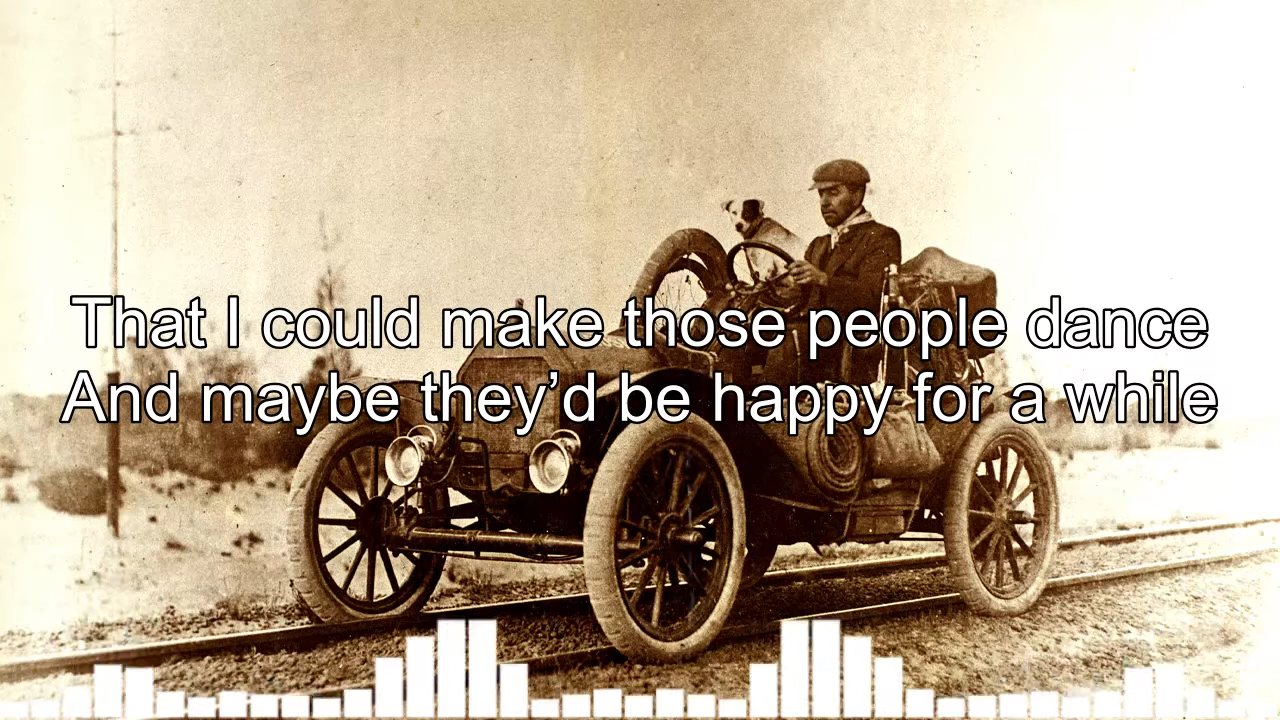 That I could make those people dance
And maybe they’d be happy for a while